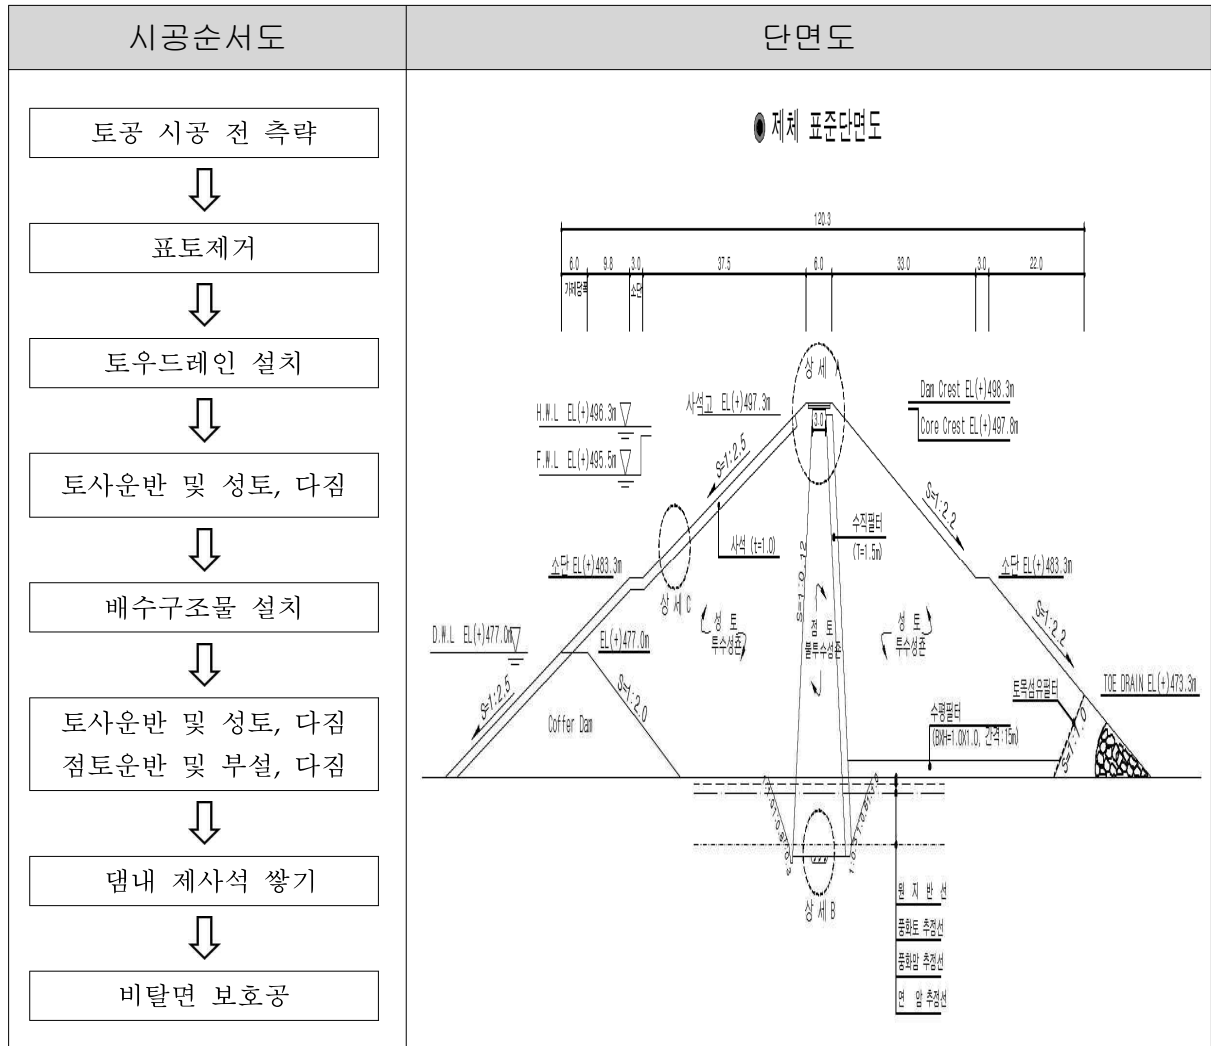 시공순서도
단면도
토공 시공 전 측략
표토제거
토우드레인 설치
토사운반 및 성토, 다짐
배수구조물 설치
토사운반 및 성토, 다짐
점토운반 및 부설, 다짐
댐내 제사석 쌓기
비탈면 보호공
제체 표준단면도
120.3
6.0 9.8 3.0 37.5 6.0 33.0 3.0 22.0
소단
상 세 A
3.0
H.W.L EL(+)496.3m
F.W.L EL(+)495.5m
사석고 EL(+)497.3m
Dam Crest EL(+)498.3m
Core Crest EL(+)497.8m
S=1:2.5
S=1:2.2
사석 (t=1.0)
수직필터
(T=1.5m)
소단 EL(+)483.3m
소단 EL(+)483.3m
상 세 C
S=1:0.12
성 토
투수성존
점 토
불투수성존
성 토
투수성존
S=1:2.2
D.W.L EL(+)477.0m
EL(+)477.0m
S=1:2.5
S=1:2.0
Coffer Dam
토목섬유필터
TOE DRAIN EL(+)473.3m
수평필터
(BXH=1.0X1.0, 간격:15m)
S=1:1.0
상 세 B
원 지 반 선
풍화토 추정선
풍화암 추정선
연 암 추정선